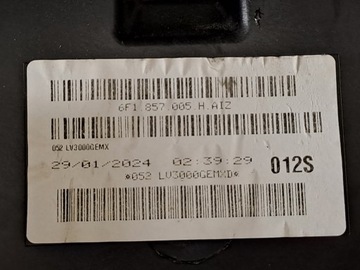 6F1.857.005.H.AIZ
052 LV3000GEMX
29/01/2024 02:39:29 012S
*052 LV3000GEMXD*